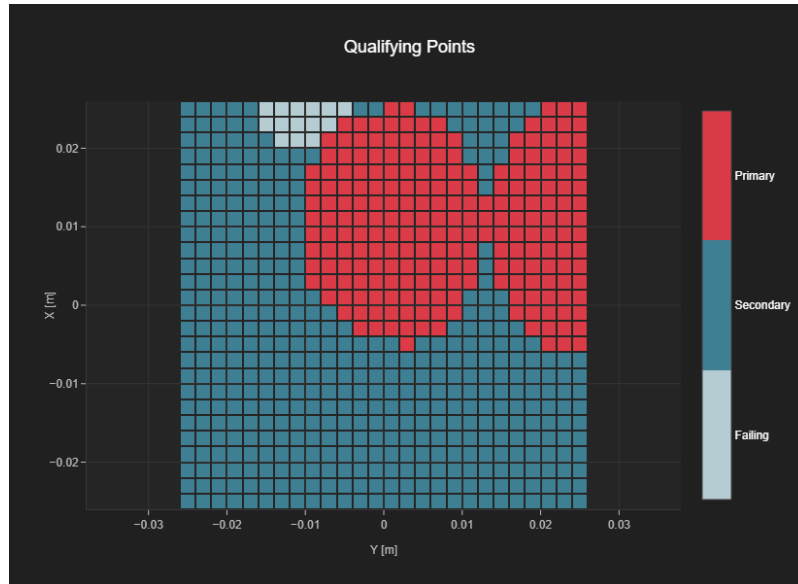 Qualifying Points
Primary
Secondary
Failing
0.02
0.01
0
−0.01
−0.02
X [m]
−0.03
−0.02
−0.01
0
0.01
0.02
0.03
Y [m]